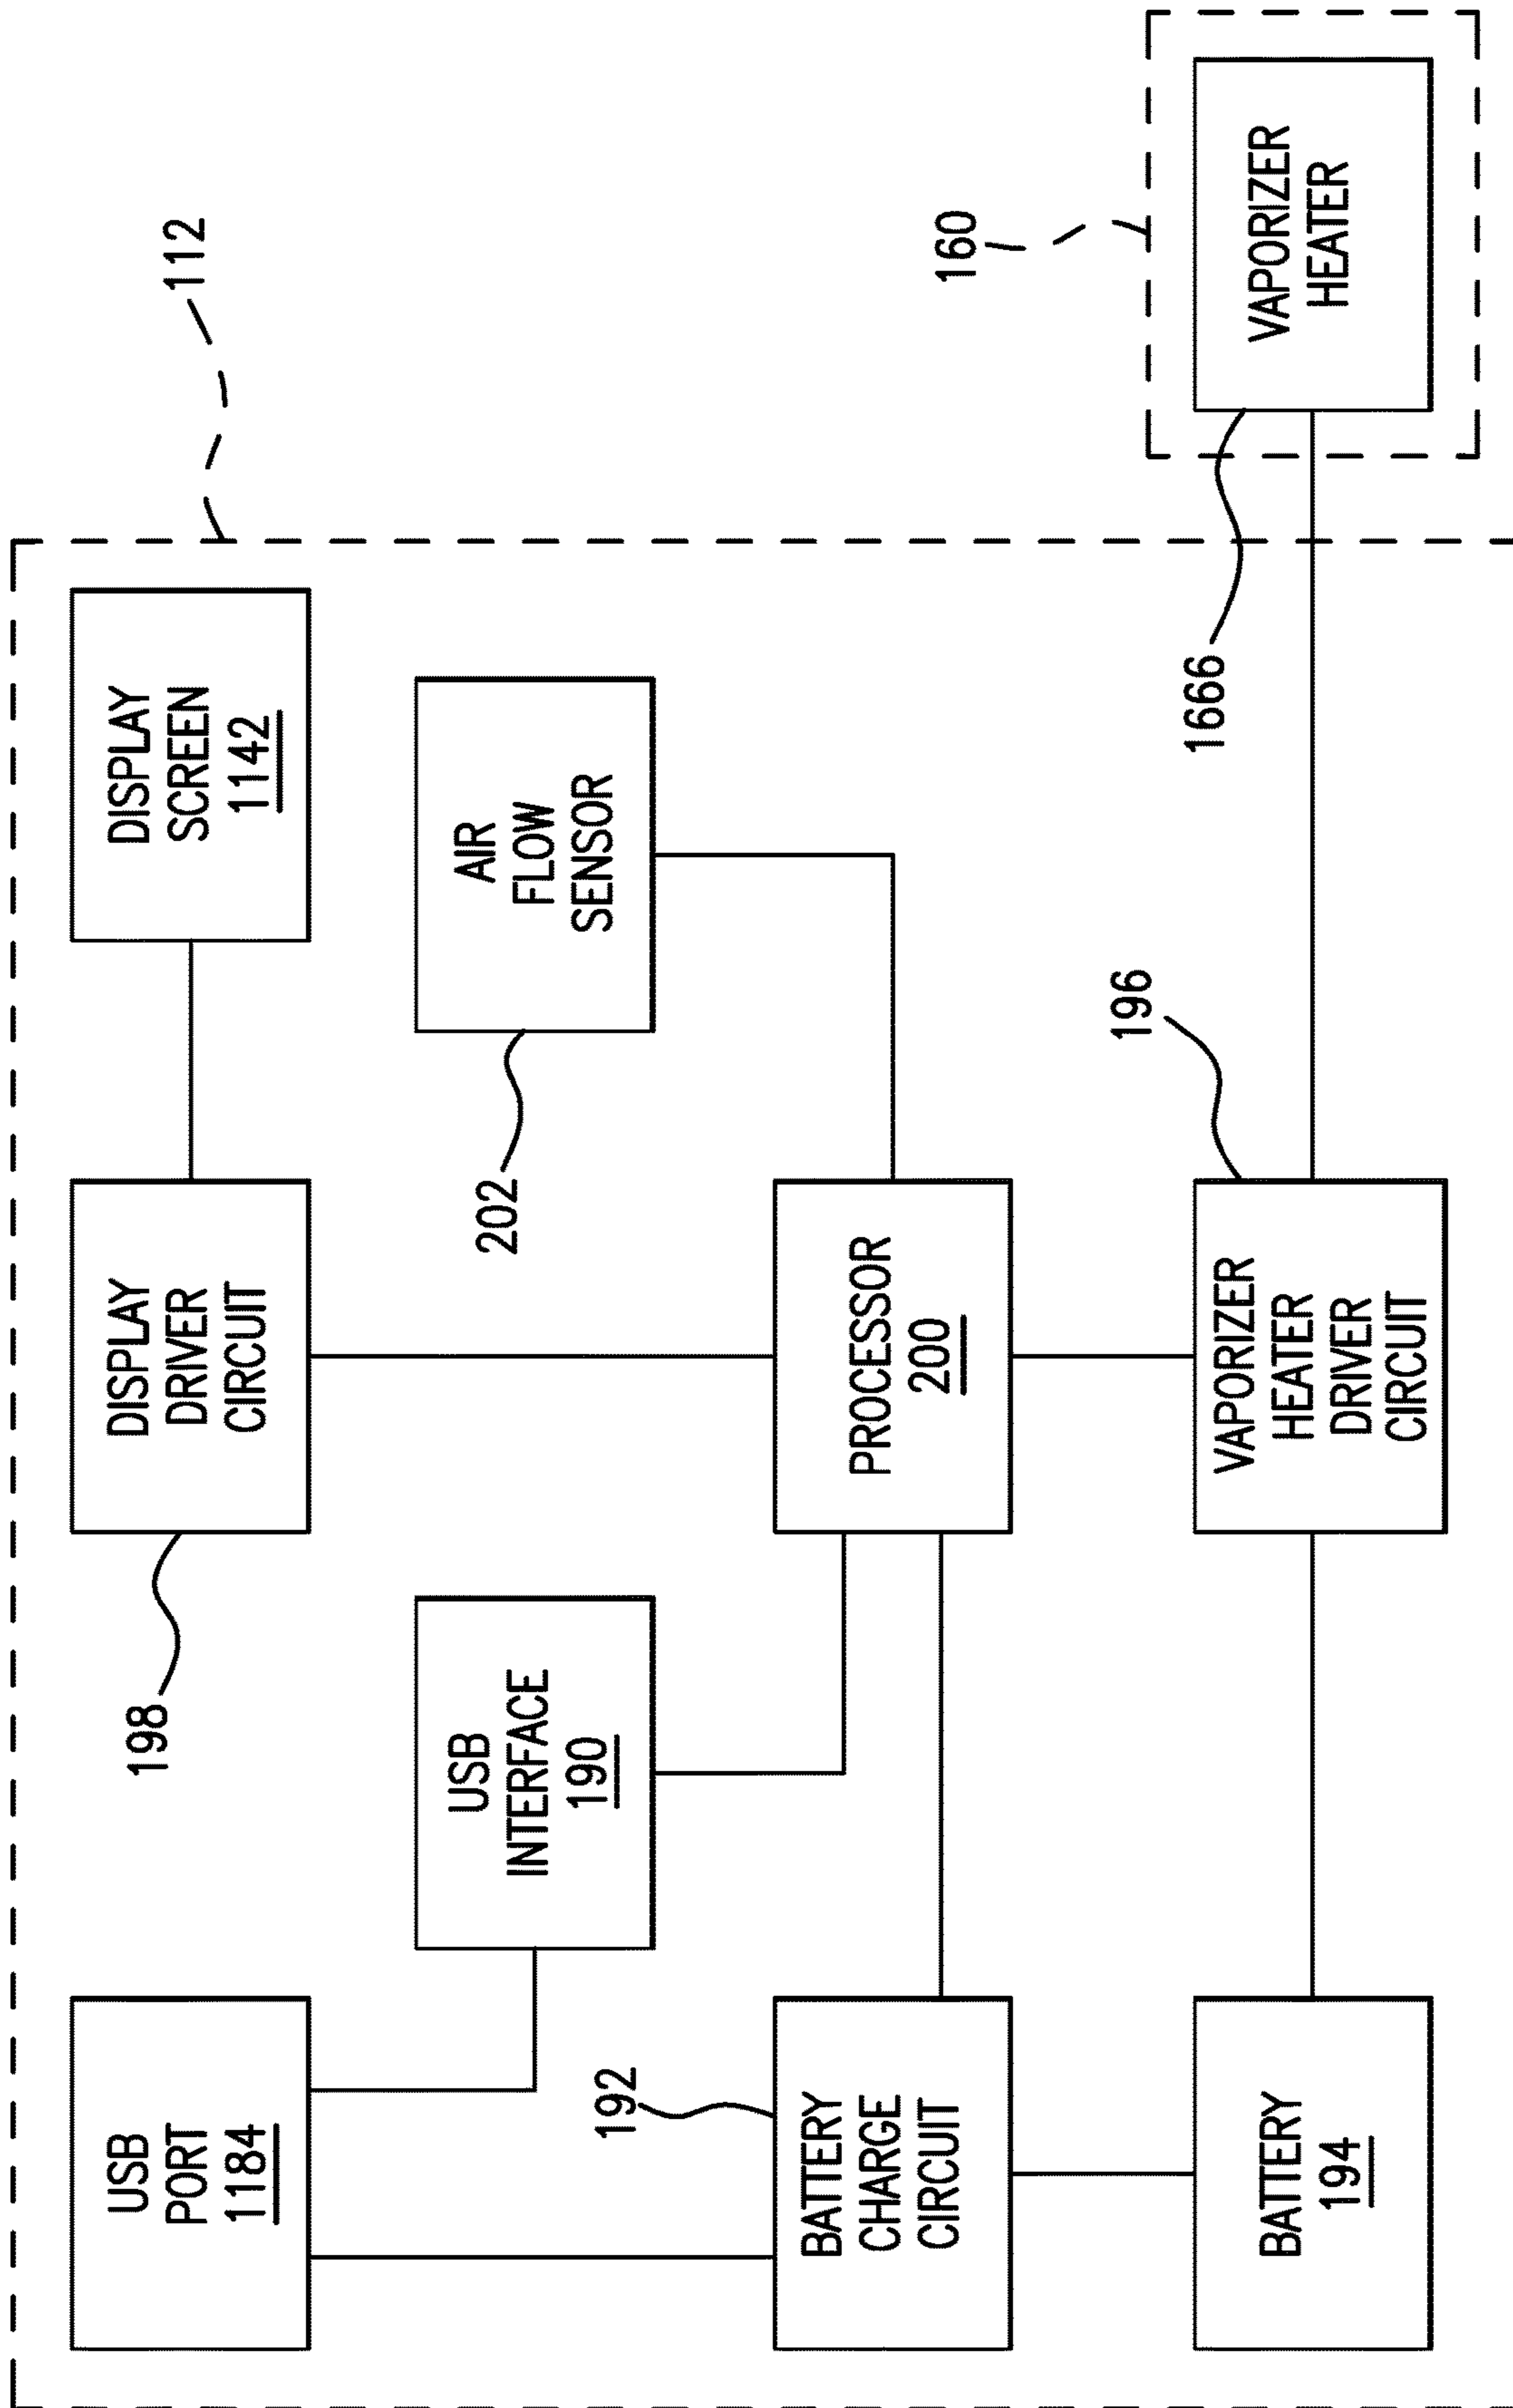 112
USB
PORT
1184
198
DISPLAY
DRIVER
CIRCUIT
DISPLAY
SCREEN
1142
USB
INTERFACE
190
202
AIR
FLOW
SENSOR
192
BATTERY
CHARGE
CIRCUIT
PROCESSOR
200
160
196
1666
BATTERY
194
VAPORIZER
HEATER
DRIVER
CIRCUIT
VAPORIZER
HEATER